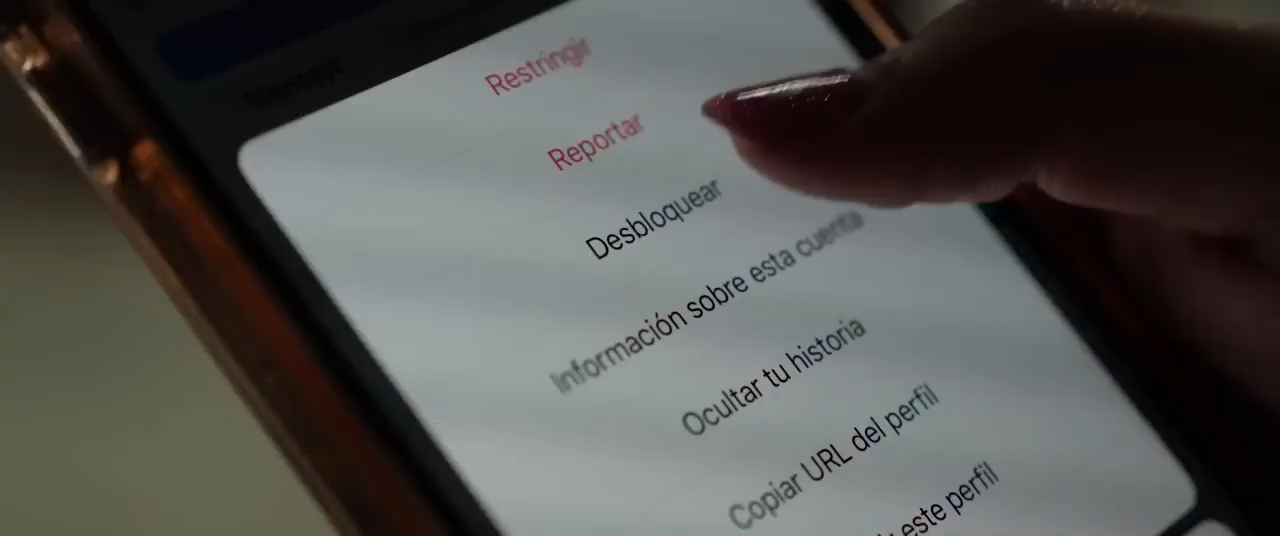 Restringir
Reportar
Desbloquear
Información sobre esta cuenta
Ocultar tu historia
Copiar URL del perfil
este perfil